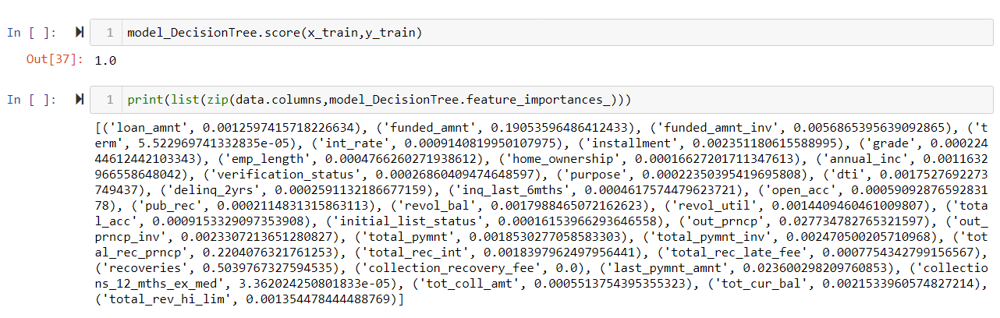 In [ ]: 1 model_DecisionTree.score(x_train,y_train)
Out[37]: 1.0
In [ ]: 1 print(list(zip(data.columns,model_DecisionTree.feature_importances_)))
[('loan_amnt', 0.0012597415718226634), ('funded_amnt', 0.19053596486412433), ('funded_amnt_inv', 0.0056865395639092865), ('t
erm', 5.522969741332835e-05), ('int_rate', 0.0009140819950107975), ('installment', 0.002351180615588995), ('grade', 0.000224
44612442103343), ('emp_length', 0.0004766260271938612), ('home_ownership', 0.00016627201711347613), ('annual_inc', 0.0011632
966558648042), ('verification_status', 0.00026860409474648597), ('purpose', 0.00022350395419695808), ('dti', 0.0017527692273
749437), ('delinq_2yrs', 0.0002591132186677159), ('inq_last_6mths', 0.0004617574479623721), ('open_acc', 0.00059092876592831
78), ('pub_rec', 0.0002114831315863113), ('revol_bal', 0.0017988465072162623), ('revol_util', 0.0014409460461009807), ('tota
l_acc', 0.0009153329097353908), ('initial_list_status', 0.00016153966293646558), ('out_prncp', 0.027734782765321597), ('out_
prncp_inv', 0.0023307213651280827), ('total_pymnt', 0.0018530277058583303), ('total_pymnt_inv', 0.002470500205710968), ('tot
al_rec_prncp', 0.2204076321761253), ('total_rec_int', 0.0018397962497956441), ('total_rec_late_fee', 0.0007754342799156567),
('recoveries', 0.5039767327594535), ('collection_recovery_fee', 0.0), ('last_pymnt_amnt', 0.023600298209760853), ('collectio
ns_12_mths_ex_med', 3.362024250801833e-05), ('tot_coll_amt', 0.0005513754395355323), ('tot_cur_bal', 0.0021533960574827214),
('total_rev_hi_lim', 0.001354478444488769)]